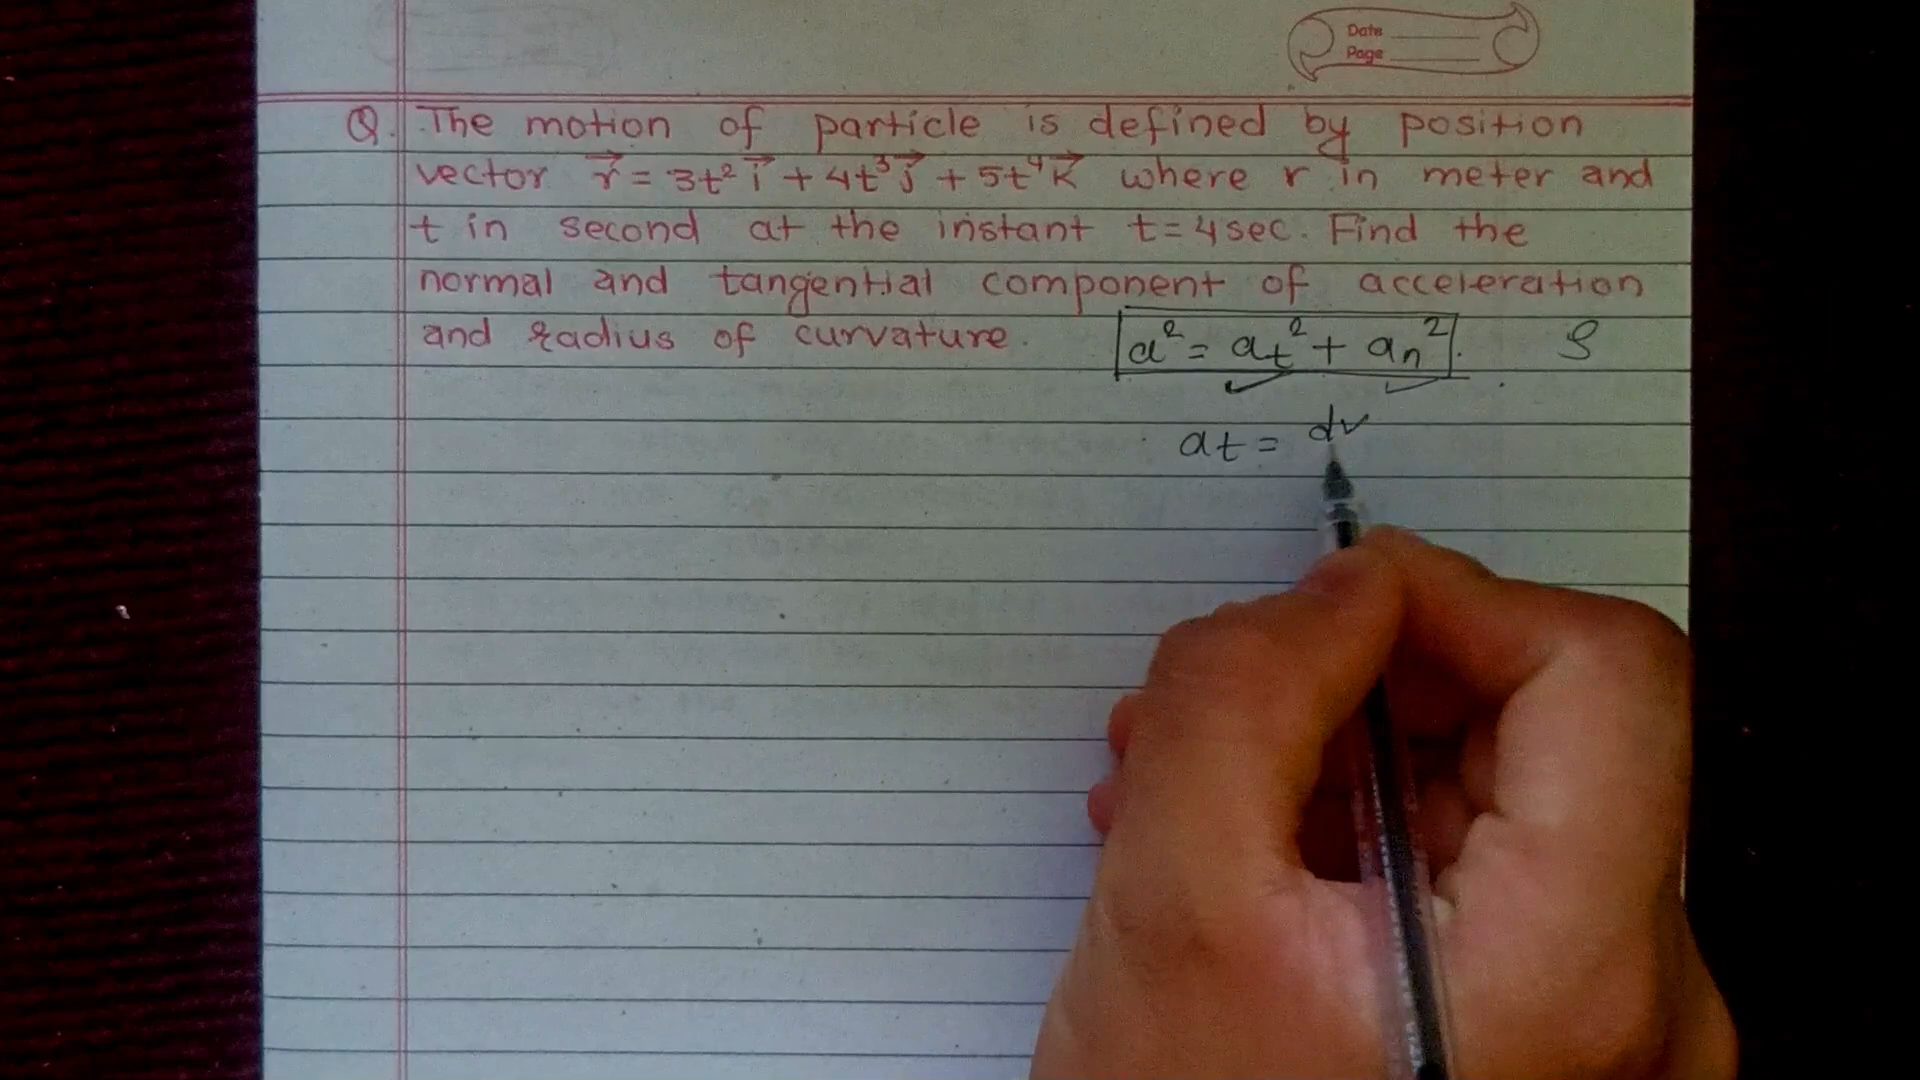 Date
Page
Q. The motion of particle is defined by position
vector r⃗ = 3t² i⃗ + 4t³ j⃗ + 5t⁴ k⃗ where r in meter and
t in second at the instant t = 4 sec. Find the
normal and tangential component of acceleration
and radius of curvature.
a² = at² + an². ρ
at = dv